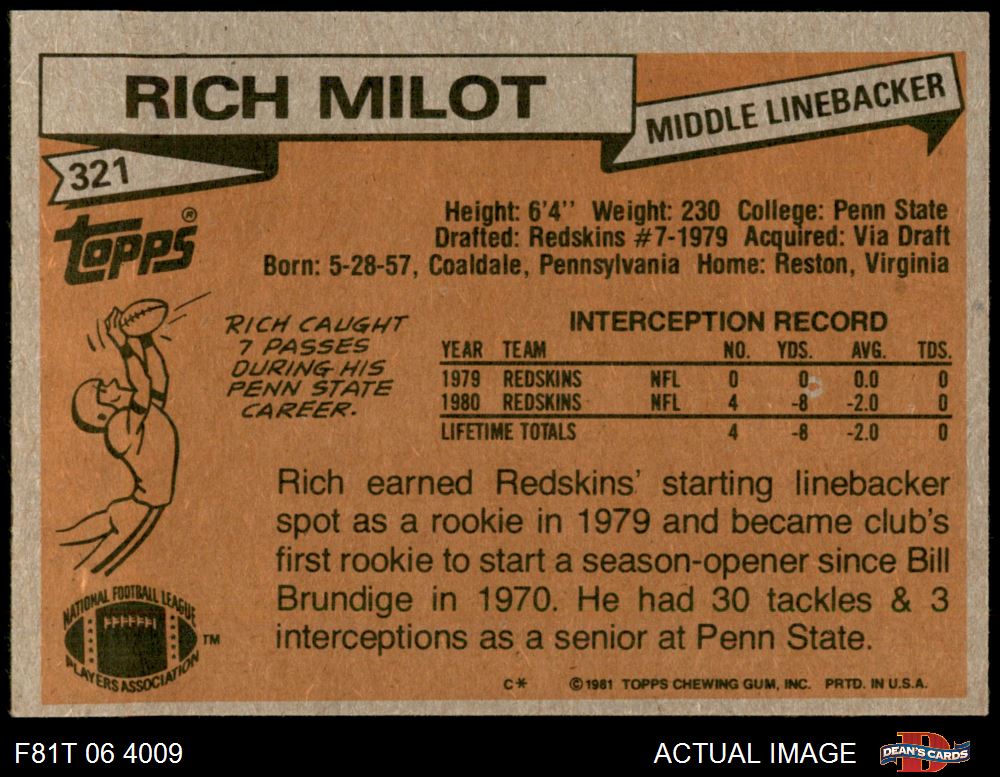 RICH MILOT
MIDDLE LINEBACKER
321
TOPPS®
Height: 6'4'' Weight: 230 College: Penn State
Drafted: Redskins #7-1979 Acquired: Via Draft
Born: 5-28-57, Coaldale, Pennsylvania Home: Reston, Virginia
RICH CAUGHT
7 PASSES
DURING HIS
PENN STATE
CAREER.
INTERCEPTION RECORD
YEAR TEAM NO. YDS. AVG. TDS.
1979 REDSKINS NFL 0 0 0.0 0
1980 REDSKINS NFL 4 -8 -2.0 0
LIFETIME TOTALS 4 -8 -2.0 0
Rich earned Redskins' starting linebacker
spot as a rookie in 1979 and became club's
first rookie to start a season-opener since Bill
Brundige in 1970. He had 30 tackles & 3
interceptions as a senior at Penn State.
NATIONAL FOOTBALL LEAGUE
PLAYERS ASSOCIATION
TM
C* ©1981 TOPPS CHEWING GUM, INC. PRTD. IN U.S.A.
F81T 06 4009 ACTUAL IMAGE D DEAN'S CARDS